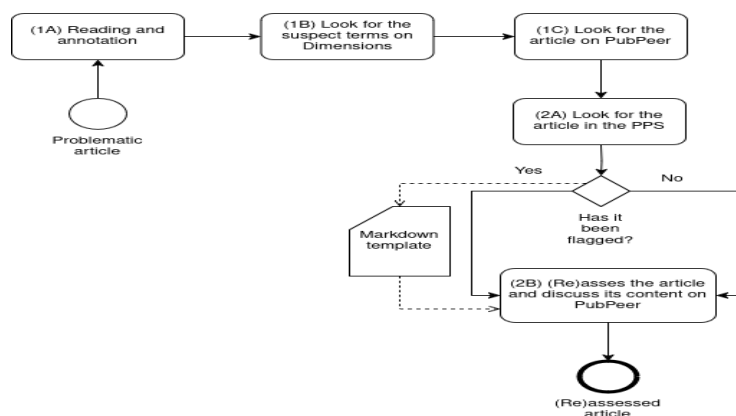 (1A) Reading and
annotation
(1B) Look for the
suspect terms on
Dimensions
(1C) Look for the
article on PubPeer
Problematic
article
(2A) Look for the
article in the PPS
Yes
No
Has it
been
flagged?
Markdown
template
(2B) (Re)asses the article
and discuss its content on
PubPeer
(Re)assessed
article